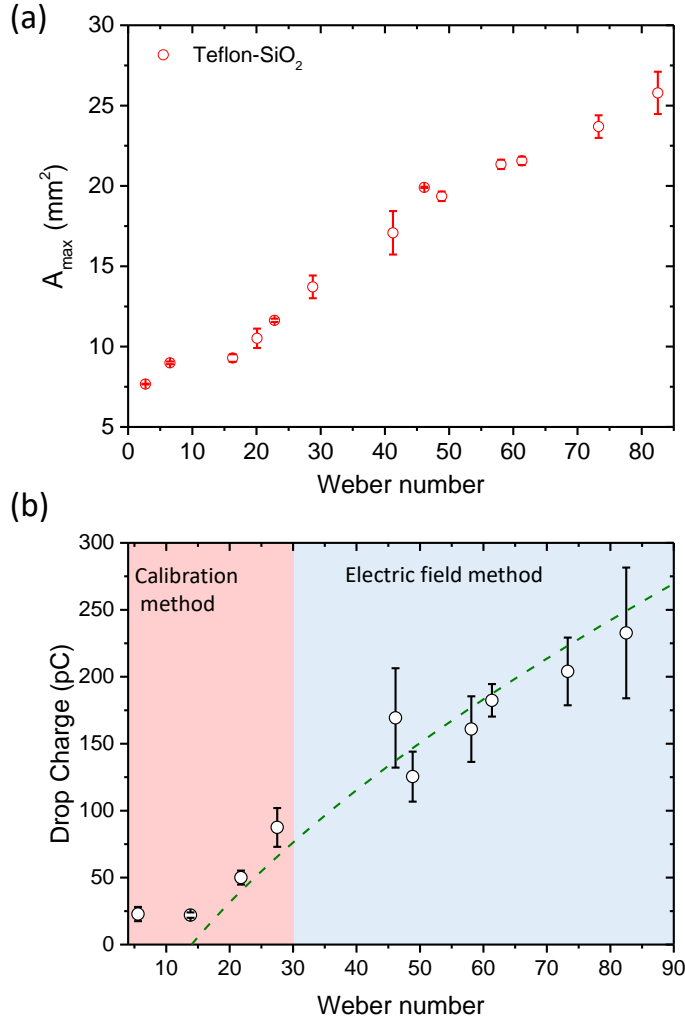 (a)
30
25
20
15
10
5
A_max (mm²)
Teflon-SiO₂
0 10 20 30 40 50 60 70 80
Weber number
(b)
300
250
200
150
100
50
0
Drop Charge (pC)
Calibration
method
Electric field method
10 20 30 40 50 60 70 80 90
Weber number